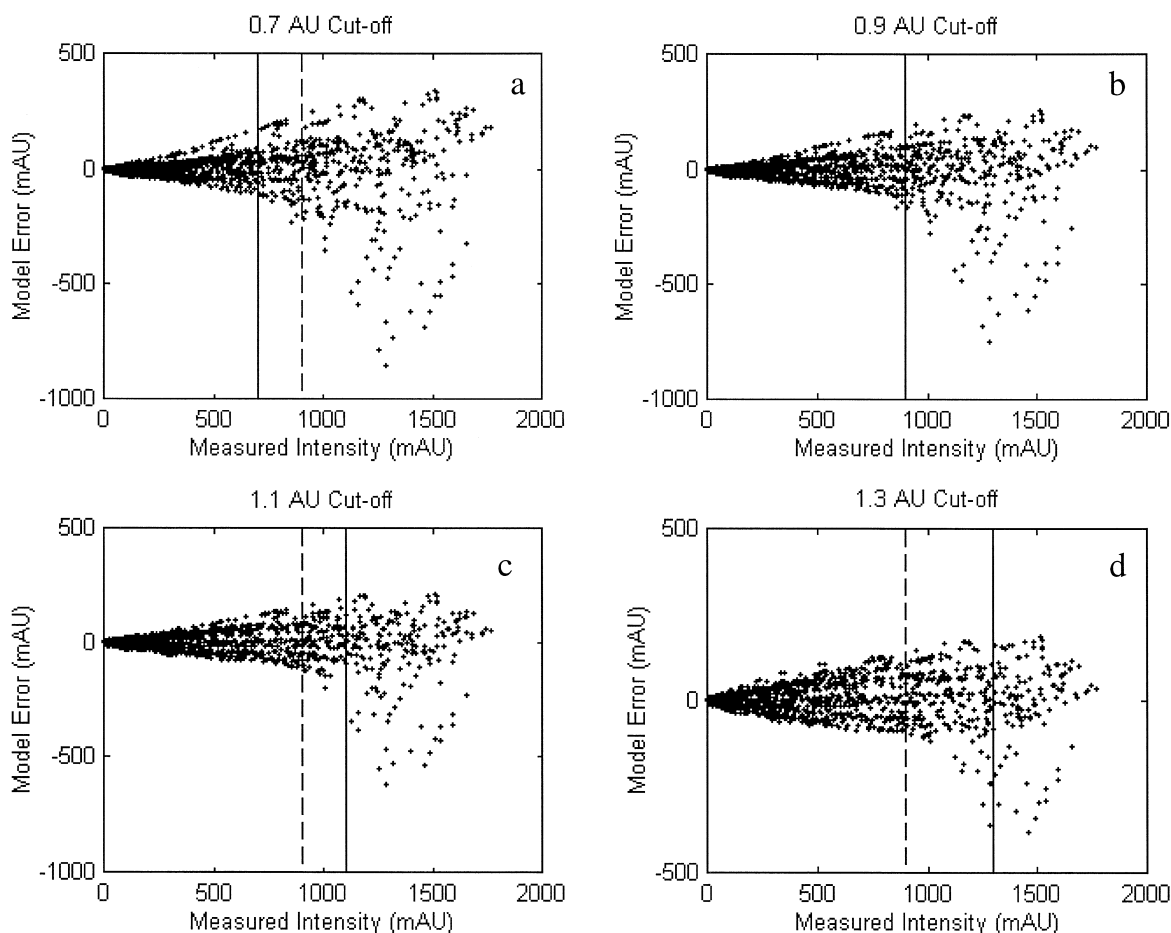 0.7 AU Cut-off
a
500
0
-500
-1000
Model Error (mAU)
0 500 1000 1500 2000
Measured Intensity (mAU)
0.9 AU Cut-off
b
500
0
-500
-1000
Model Error (mAU)
0 500 1000 1500 2000
Measured Intensity (mAU)
1.1 AU Cut-off
c
500
0
-500
-1000
Model Error (mAU)
0 500 1000 1500 2000
Measured Intensity (mAU)
1.3 AU Cut-off
d
500
0
-500
Model Error (mAU)
0 500 1000 1500 2000
Measured Intensity (mAU)